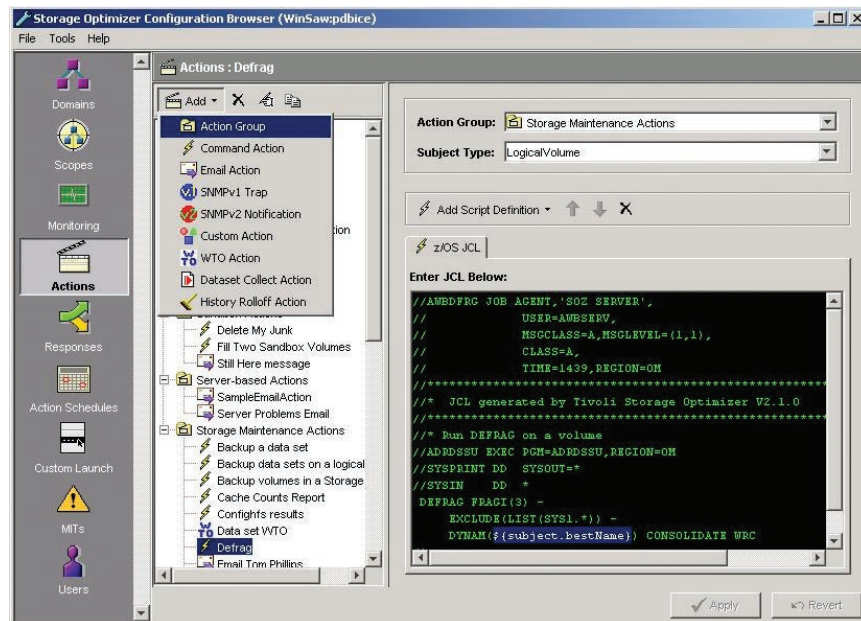 Storage Optimizer Configuration Browser (WinSaw:pdbice)
File Tools Help
Domains
Scopes
Monitoring
Actions
Responses
Action Schedules
Custom Launch
MITs
Users
Actions : Defrag
Add
Action Group
Command Action
Email Action
SNMPv1 Trap
SNMPv2 Notification
Custom Action
WTO Action
Dataset Collect Action
History Rolloff Action
Delete My Junk
Fill Two Sandbox Volumes
Still Here message
Server-based Actions
SampleEmailAction
Server Problems Email
Storage Maintenance Actions
Backup a data set
Backup data sets on a logical
Backup volumes in a Storage
Cache Counts Report
Confighfs results
Data set WTO
Defrag
Email Tom Phillips
Action Group: Storage Maintenance Actions
Subject Type: LogicalVolume
Add Script Definition
z/OS JCL
Enter JCL Below:
//AWBDFRG JOB AGENT,'SOZ SERVER',
// USER=AWBSERV,
// MSGCLASS=A,MSGLEVEL=(1,1),
// CLASS=A,
// TIME=1439,REGION=0M
//************************************************************
//* JCL generated by Tivoli Storage Optimizer V2.1.0
//************************************************************
//* Run DEFRAG on a volume
//ADRDSSU EXEC PGM=ADRDSSU,REGION=0M
//SYSPRINT DD SYSOUT=*
//SYSIN DD *
DEFRAG FRAGI(3) -
EXCLUDE(LIST(SYS1.*)) -
DYNAM(${subject.bestName}) CONSOLIDATE WRC
Apply
Revert